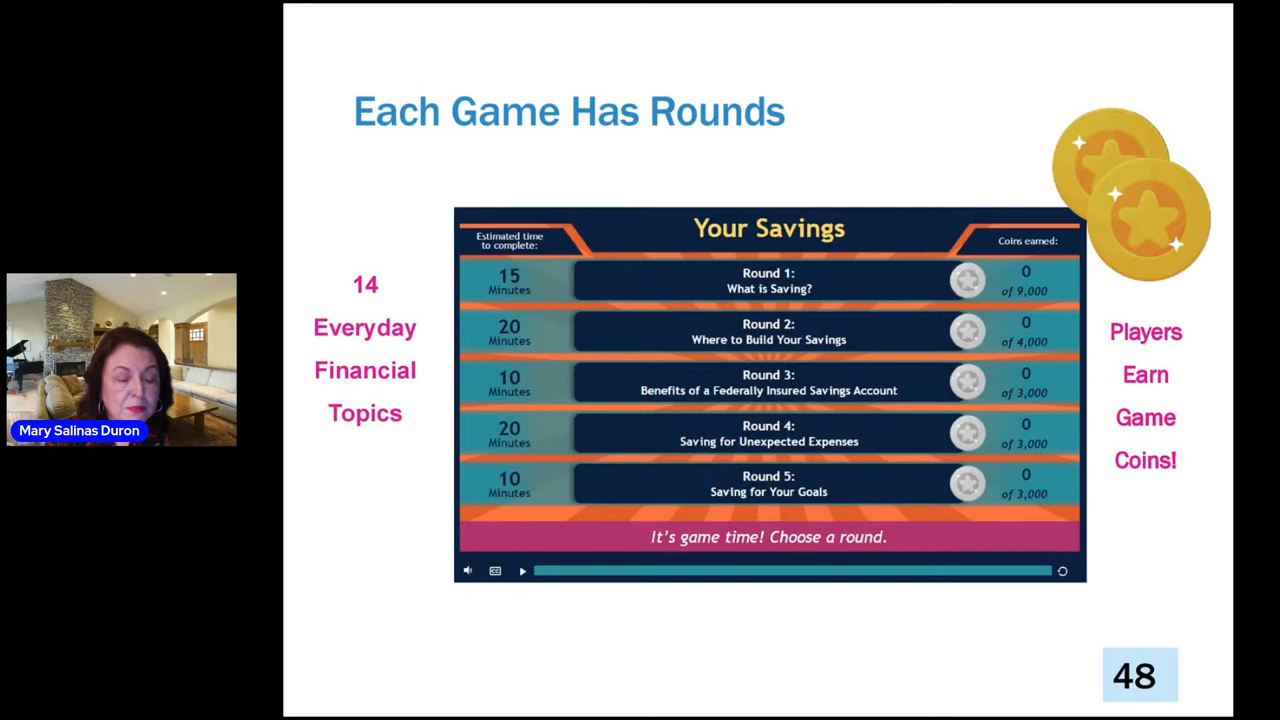 Each Game Has Rounds
14
Everyday
Financial
Topics
Estimated time
to complete:
Your Savings
Coins earned:
15
Minutes
Round 1:
What is Saving?
0
of 9,000
20
Minutes
Round 2:
Where to Build Your Savings
0
of 4,000
10
Minutes
Round 3:
Benefits of a Federally Insured Savings Account
0
of 3,000
20
Minutes
Round 4:
Saving for Unexpected Expenses
0
of 3,000
10
Minutes
Round 5:
Saving for Your Goals
0
of 3,000
It's game time! Choose a round.
CC
Players
Earn
Game
Coins!
Mary Salinas Duron
48